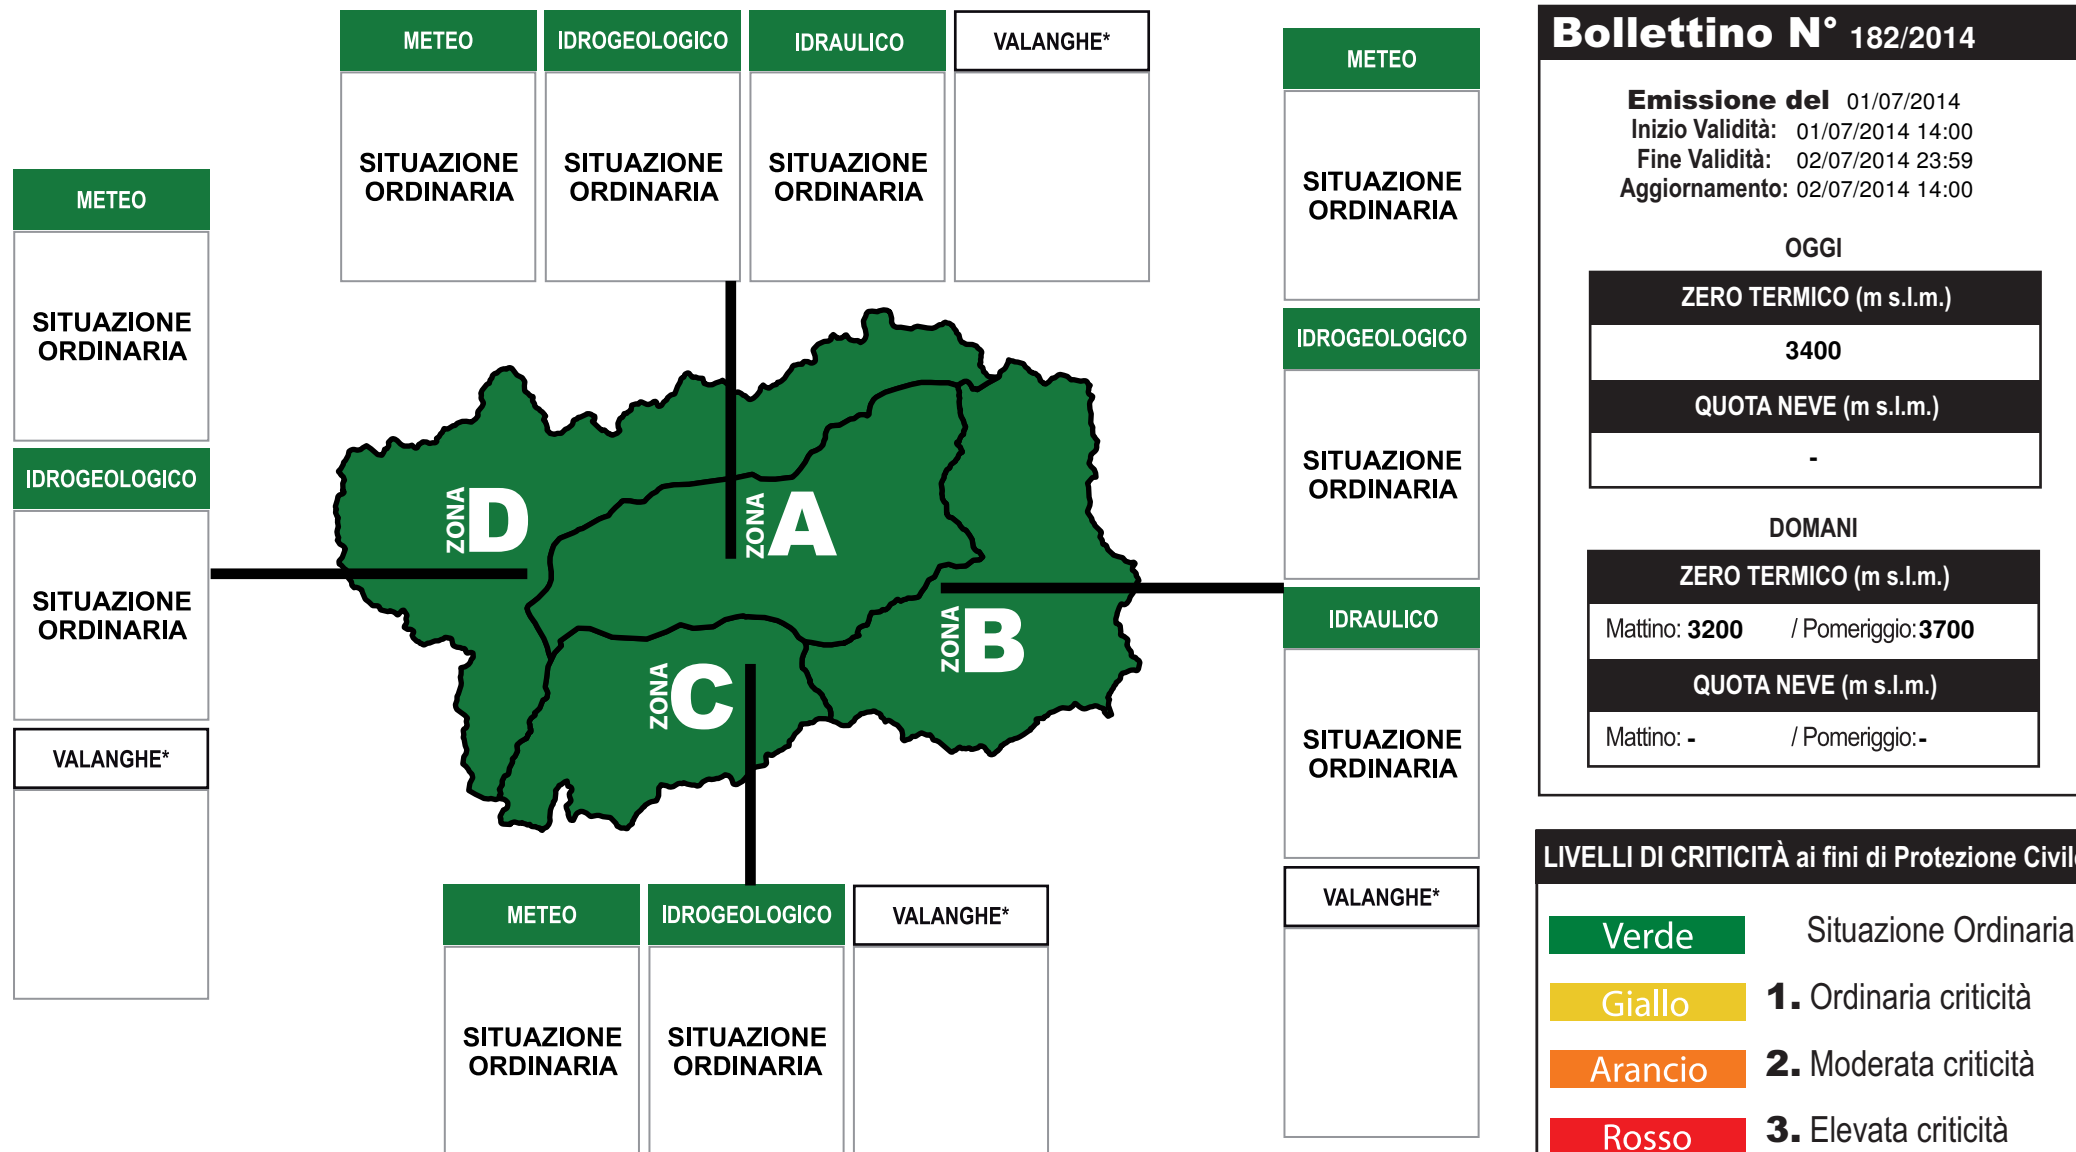 METEO IDROGEOLOGICO IDRAULICO VALANGHE*
SITUAZIONE ORDINARIA
SITUAZIONE ORDINARIA
SITUAZIONE ORDINARIA
METEO
SITUAZIONE
ORDINARIA
IDROGEOLOGICO
SITUAZIONE
ORDINARIA
VALANGHE*
ZONA D
ZONA A
ZONA B
ZONA C
METEO
SITUAZIONE
ORDINARIA
IDROGEOLOGICO
SITUAZIONE
ORDINARIA
IDRAULICO
SITUAZIONE
ORDINARIA
VALANGHE*
METEO IDROGEOLOGICO VALANGHE*
SITUAZIONE ORDINARIA
SITUAZIONE ORDINARIA
Bollettino N° 182/2014
Emissione del 01/07/2014
Inizio Validità: 01/07/2014 14:00
Fine Validità: 02/07/2014 23:59
Aggiornamento: 02/07/2014 14:00
OGGI
ZERO TERMICO (m s.l.m.)
3400
QUOTA NEVE (m s.l.m.)
-
DOMANI
ZERO TERMICO (m s.l.m.)
Mattino: 3200 / Pomeriggio: 3700
QUOTA NEVE (m s.l.m.)
Mattino: - / Pomeriggio: -
LIVELLI DI CRITICITÀ ai fini di Protezione Civile
Verde Situazione Ordinaria
Giallo 1. Ordinaria criticità
Arancio 2. Moderata criticità
Rosso 3. Elevata criticità